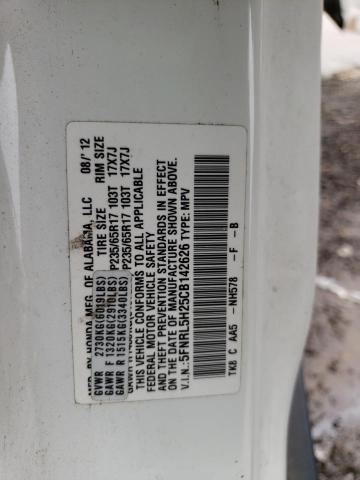 MFD BY HONDA MFG. OF ALABAMA, LLC 08/'12
TIRE SIZE RIM SIZE
GVWR 2730KG(6019LBS)
GAWR F 1320KG(2910LBS) P235/65R17 103T 17X7J
GAWR R 1515KG(3340LBS) P235/65R17 103T 17X7J
THIS VEHICLE CONFORMS TO ALL APPLICABLE
FEDERAL MOTOR VEHICLE SAFETY
AND THEFT PREVENTION STANDARDS IN EFFECT
ON THE DATE OF MANUFACTURE SHOWN ABOVE.
V.I.N.:5FNRL5H25CB142626 TYPE: MPV
TK8 C AA5 -NH578 -F -B